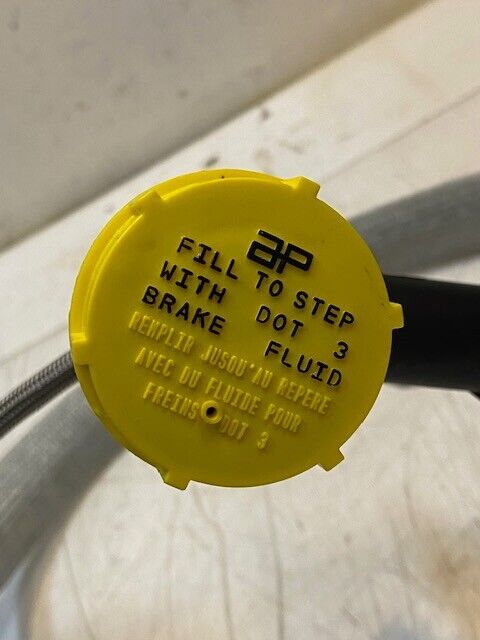 ap
FILL TO STEP
WITH DOT 3
BRAKE FLUID
REMPLIR JUSQU'AU REPERE
AVEC DU FLUIDE POUR
FREINS DOT 3